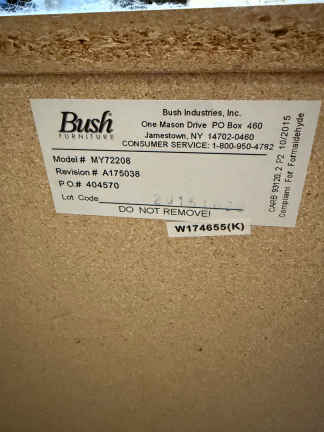 Bush
FURNITURE
Bush Industries, Inc.
One Mason Drive PO Box 460
Jamestown, NY 14702-0460
CONSUMER SERVICE: 1-800-950-4782
Model # MY72208
Revision # A175038
P.O.# 404570
Lot Code
DO NOT REMOVE!
W174655(K)
CARB 93120.2 P2 10/2015
Compliant For Formaldehyde